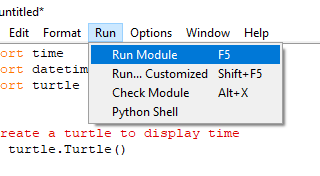 untitled*
Edit Format Run Options Window Help
Run Module F5
Run... Customized Shift+F5
Check Module Alt+X
Python Shell
ort time
ort datetim
ort turtle
reate a turtle to display time
turtle.Turtle()